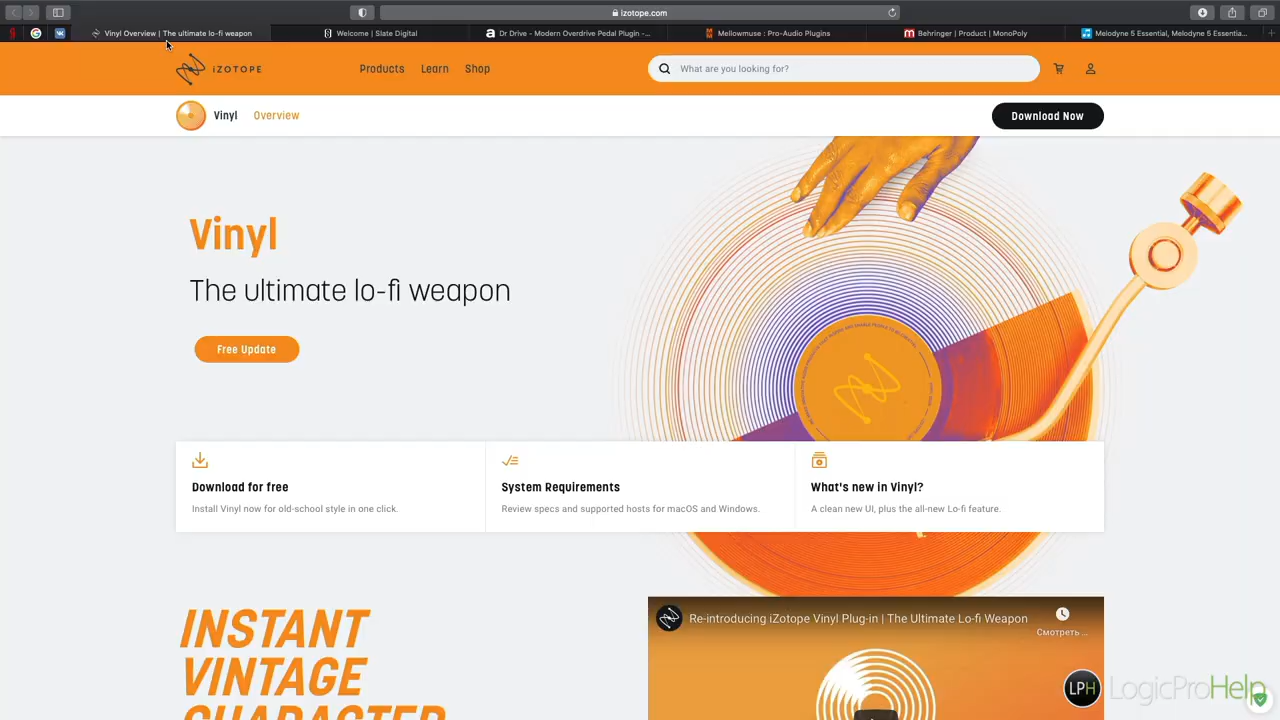 izotope.com
Vinyl Overview | The ultimate lo-fi weapon
Welcome | Slate Digital
Dr Drive - Modern Overdrive Pedal Plugin -...
Mellowmuse : Pro-Audio Plugins
Behringer | Product | MonoPoly
Melodyne 5 Essential, Melodyne 5 Essentia...
iZOTOPE
Products
Learn
Shop
What are you looking for?
Vinyl
Overview
Download Now
Vinyl
The ultimate lo-fi weapon
Free Update
Download for free
Install Vinyl now for old-school style in one click.
System Requirements
Review specs and supported hosts for macOS and Windows.
What's new in Vinyl?
A clean new UI, plus the all-new Lo-fi feature.
INSTANT
VINTAGE
CHARACTER
Re-introducing iZotope Vinyl Plug-in | The Ultimate Lo-fi Weapon
Смотреть ...
LPH LogicProHelp